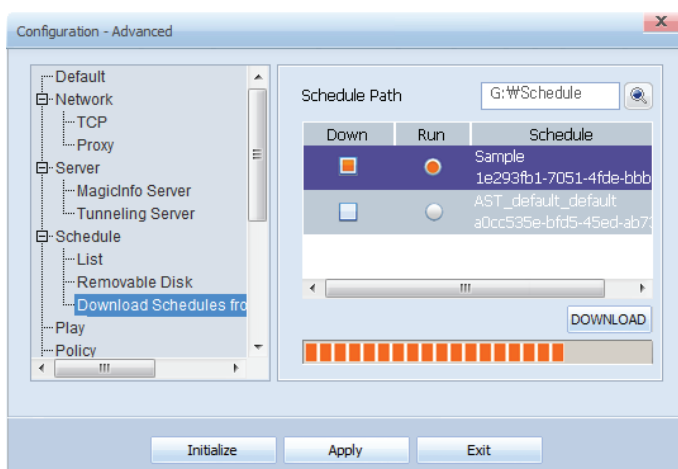 Configuration - Advanced
X
Default
Network
TCP
Proxy
Server
MagicInfo Server
Tunneling Server
Schedule
List
Removable Disk
Download Schedules fro
Play
Policy
Schedule Path
G:₩Schedule
Down Run Schedule
Sample
1e293fb1-7051-4fde-bbb
AST_default_default
a0cc535e-bfd5-45ed-ab7
DOWNLOAD
Initialize Apply Exit